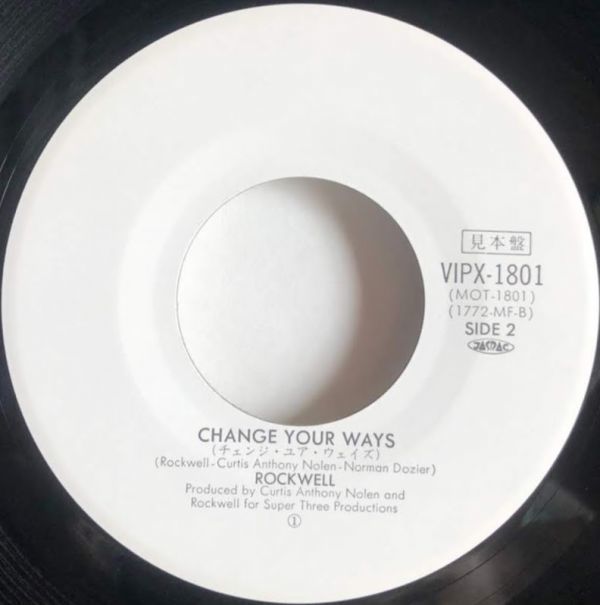 見本盤
VIPX-1801
(MOT-1801)
(1772-MF-B)
SIDE 2
JASRAC
CHANGE YOUR WAYS
(チェンジ・ユア・ウェイズ)
(Rockwell-Curtis Anthony Nolen-Norman Dozier)
ROCKWELL
Produced by Curtis Anthony Nolen and
Rockwell for Super Three Productions
①